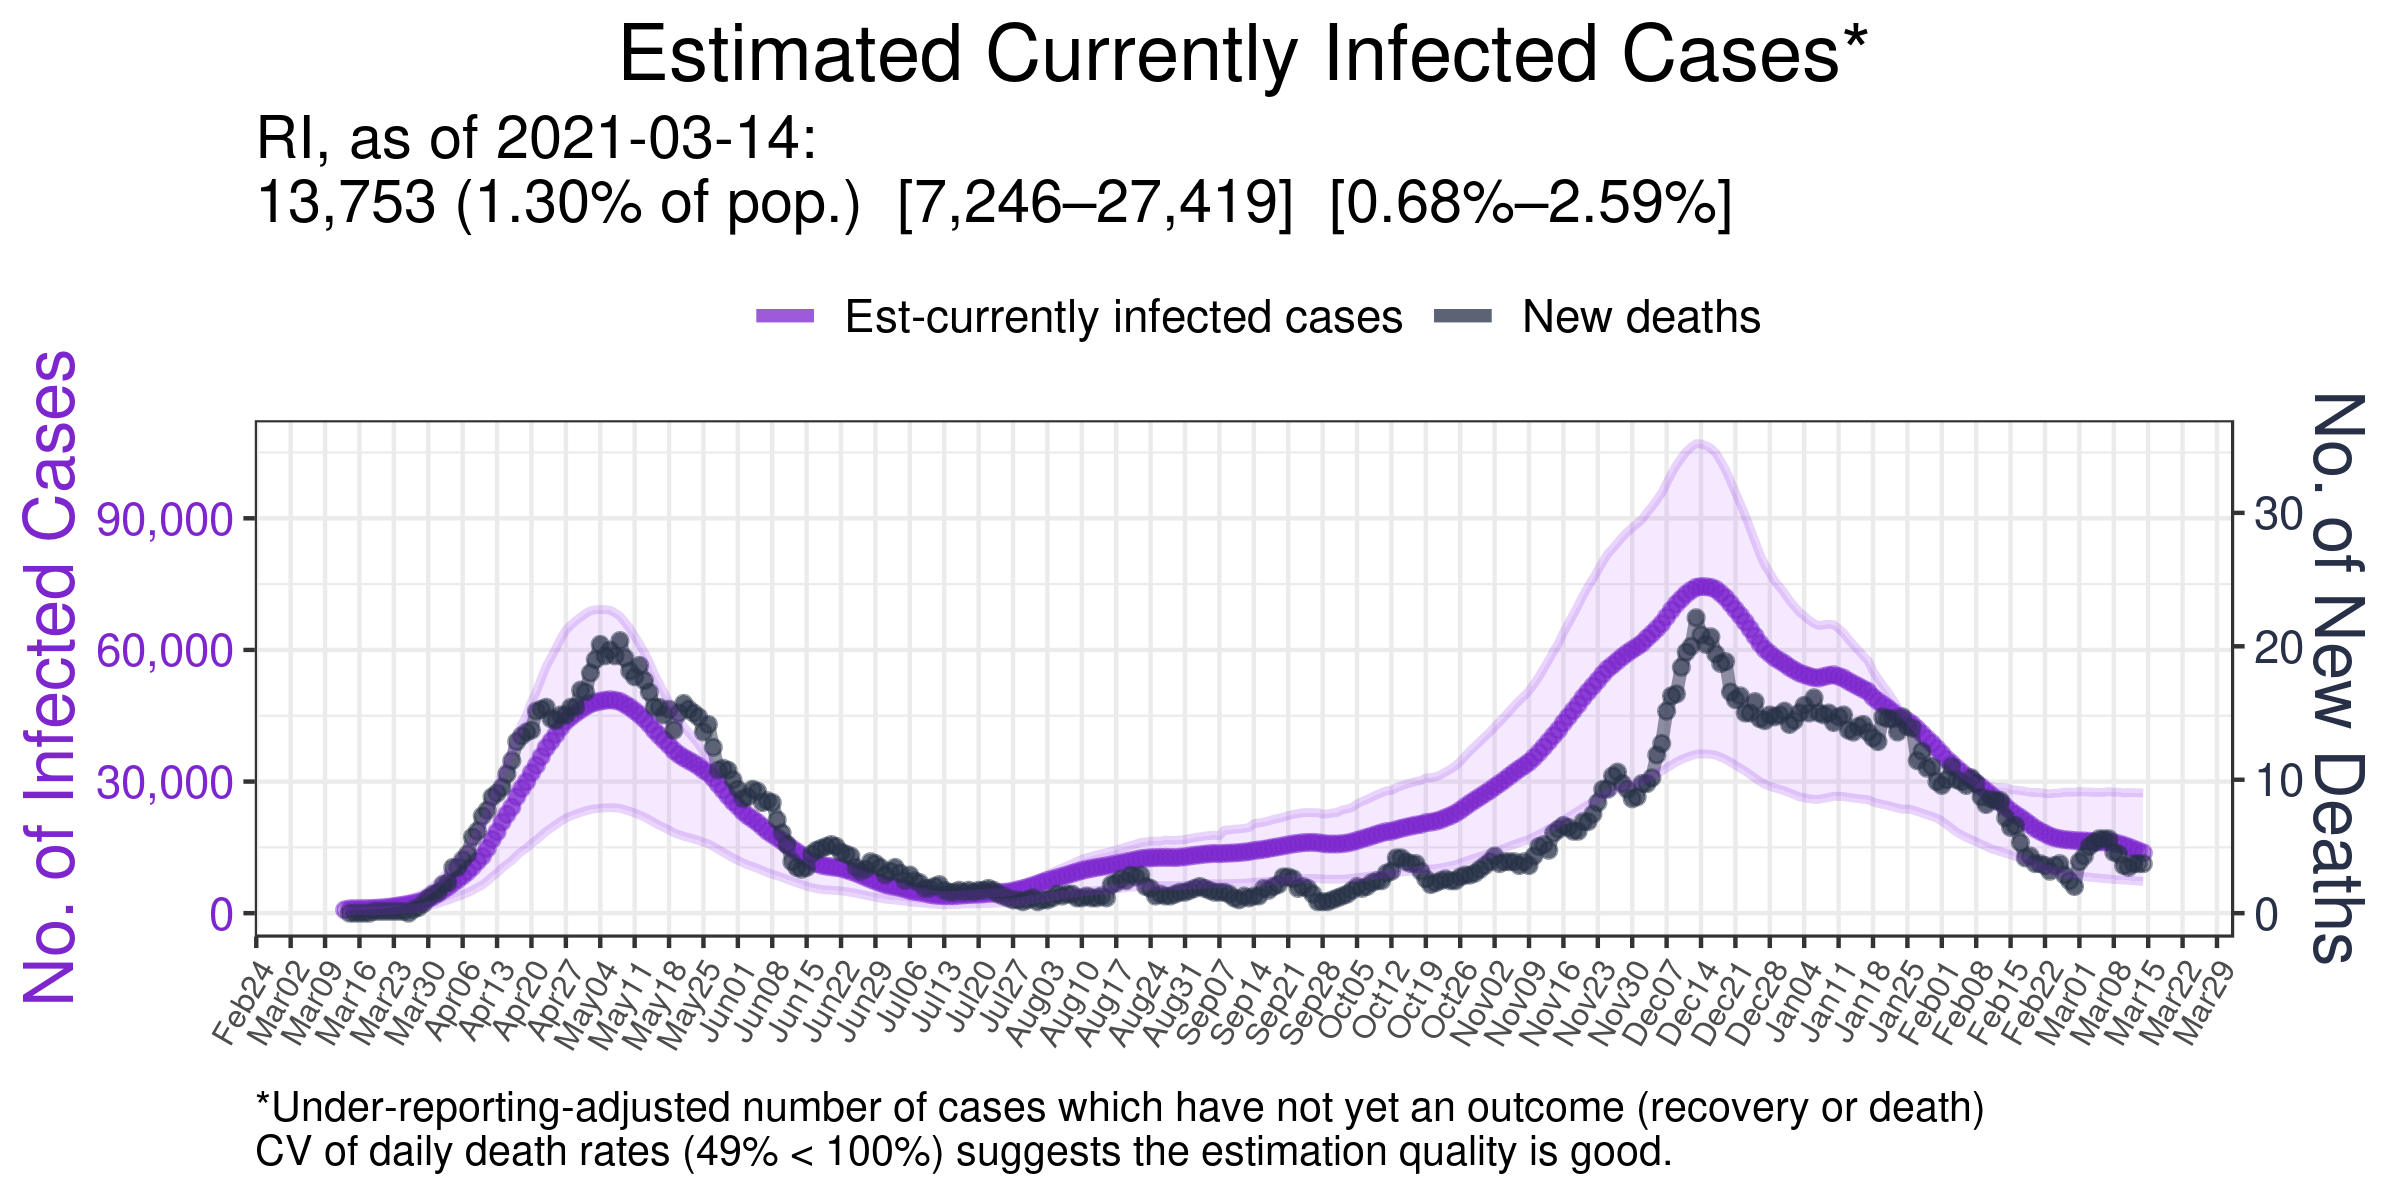 Estimated Currently Infected Cases*
RI, as of 2021-03-14:
13,753 (1.30% of pop.) [7,246–27,419] [0.68%–2.59%]
Est-currently infected cases
New deaths
No. of Infected Cases
90,000
60,000
30,000
0
30
20
10
0
No. of New Deaths
Feb24
Mar02
Mar09
Mar16
Mar23
Mar30
Apr06
Apr13
Apr20
Apr27
May04
May11
May18
May25
Jun01
Jun08
Jun15
Jun22
Jun29
Jul06
Jul13
Jul20
Jul27
Aug03
Aug10
Aug17
Aug24
Aug31
Sep07
Sep14
Sep21
Sep28
Oct05
Oct12
Oct19
Oct26
Nov02
Nov09
Nov16
Nov23
Nov30
Dec07
Dec14
Dec21
Dec28
Jan04
Jan11
Jan18
Jan25
Feb01
Feb08
Feb15
Feb22
Mar01
Mar08
Mar15
Mar22
Mar29
*Under-reporting-adjusted number of cases which have not yet an outcome (recovery or death)
CV of daily death rates (49% < 100%) suggests the estimation quality is good.